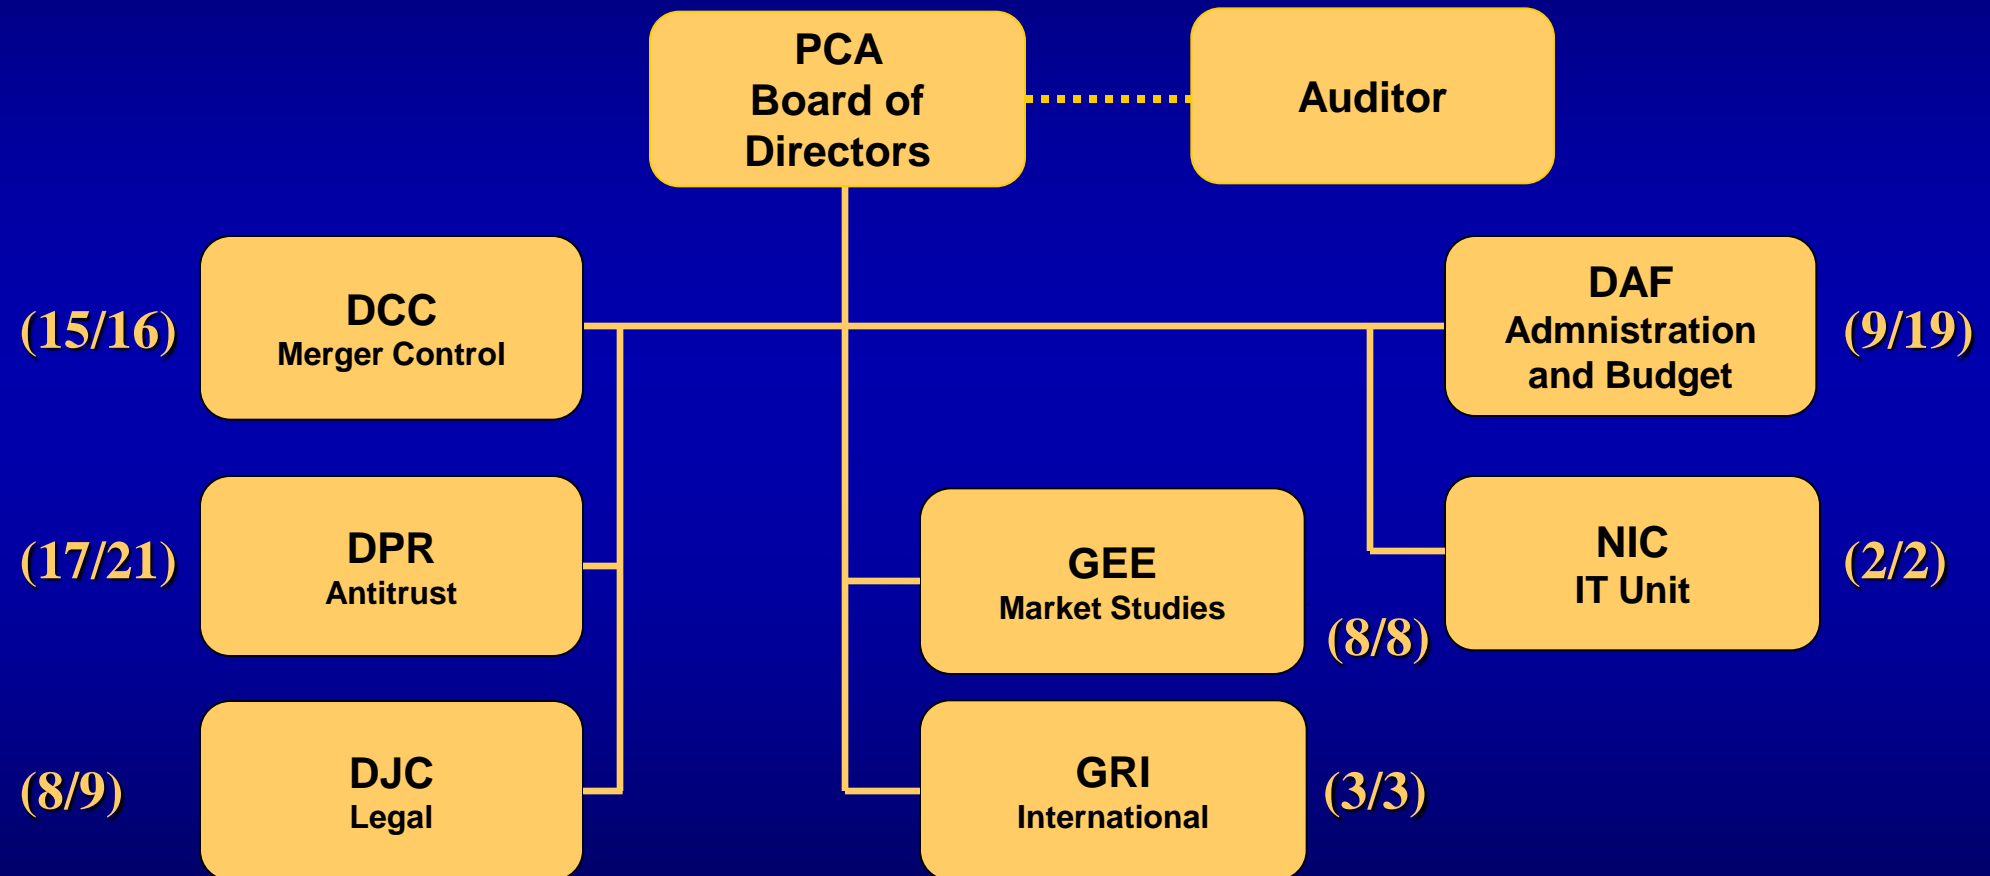 PCA
Board of
Directors
Auditor
(15/16)
DCC
Merger Control
DAF
Admnistration
and Budget
(9/19)
(17/21)
DPR
Antitrust
GEE
Market Studies
(8/8)
NIC
IT Unit
(2/2)
(8/9)
DJC
Legal
GRI
International
(3/3)